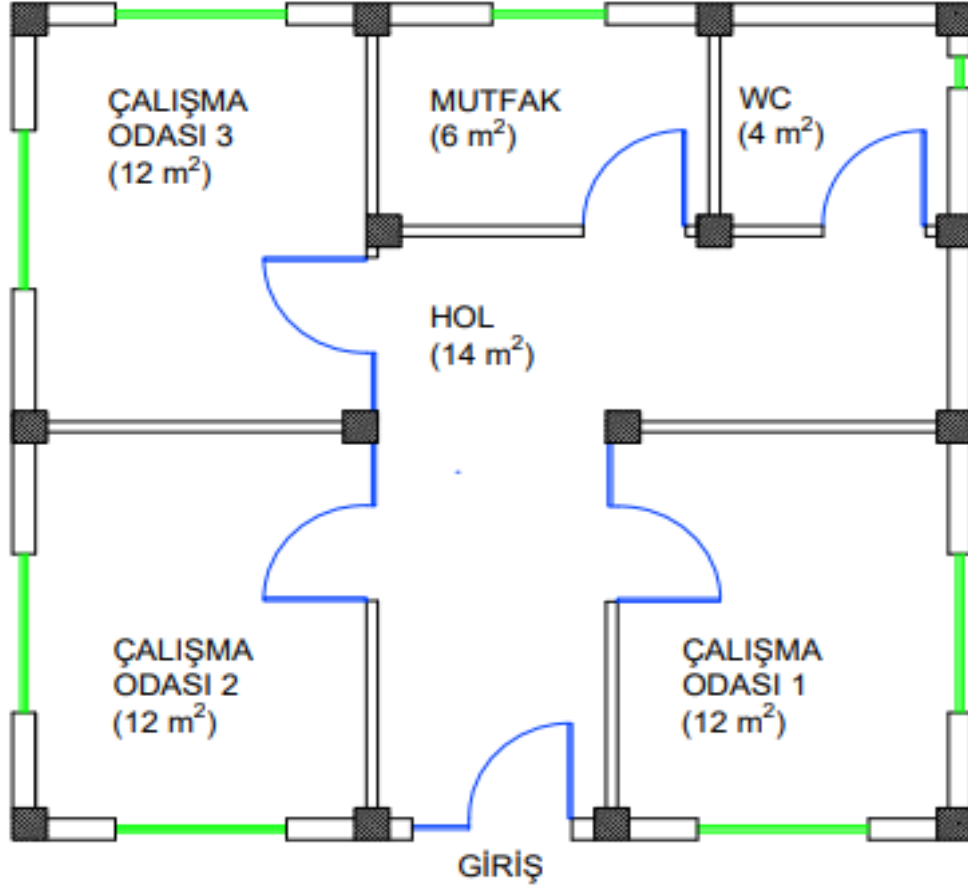 ÇALIŞMA
ODASI 3
(12 m²)
MUTFAK
(6 m²)
WC
(4 m²)
HOL
(14 m²)
ÇALIŞMA
ODASI 2
(12 m²)
ÇALIŞMA
ODASI 1
(12 m²)
GİRİŞ